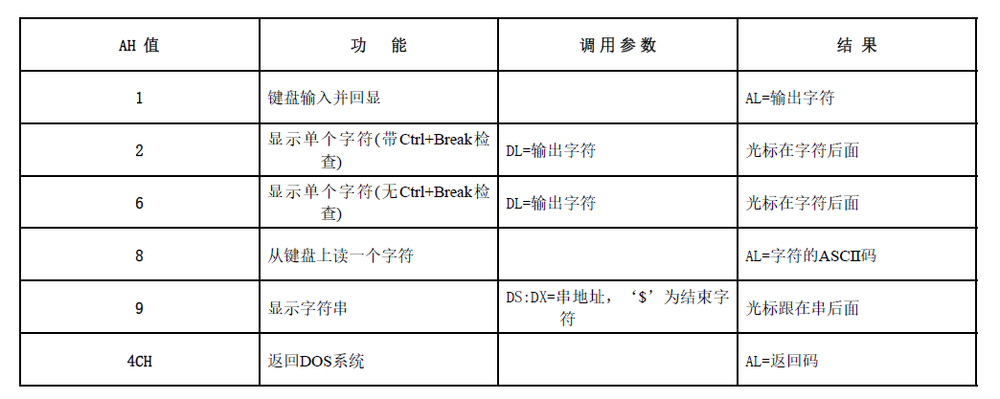 AH 值 功 能 调用参数 结 果
1 键盘输入并回显 AL=输出字符
2 显示单个字符(带Ctrl+Break检 DL=输出字符 光标在字符后面
查)
6 显示单个字符(无Ctrl+Break检 DL=输出字符 光标在字符后面
查)
8 从键盘上读一个字符 AL=字符的ASCII码
9 显示字符串 DS:DX=串地址，‘$’为结束字 光标跟在串后面
符
4CH 返回DOS系统 AL=返回码